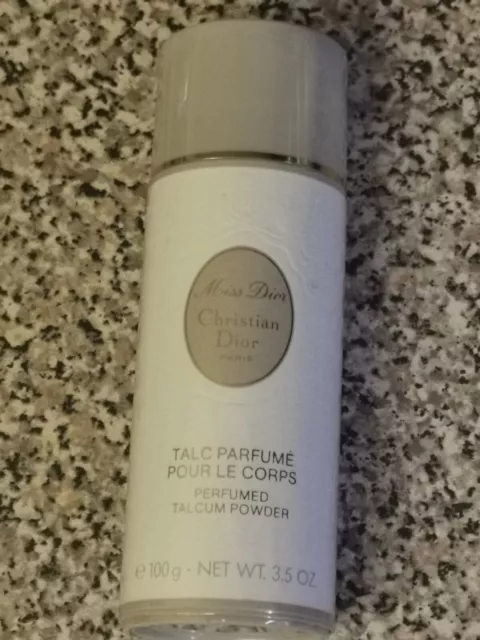 Miss Dior
Christian
Dior
PARIS
TALC PARFUMÉ
POUR LE CORPS
PERFUMED
TALCUM POWDER
℮ 100 g - NET WT. 3.5 OZ.